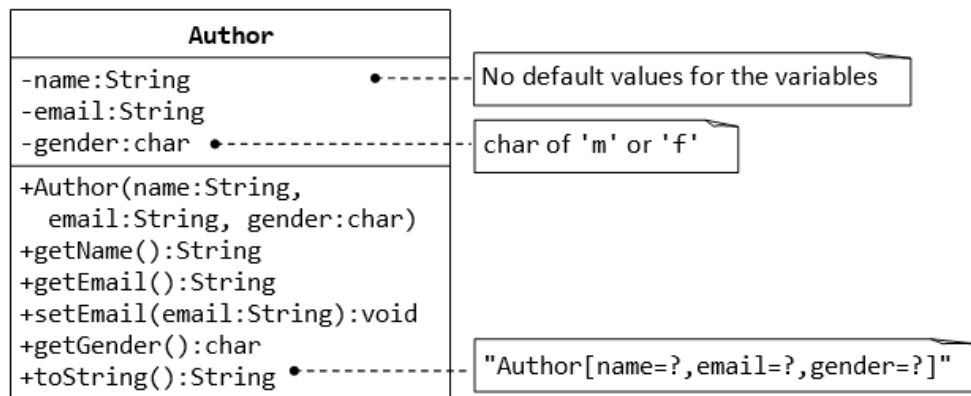 Author
-name:String
No default values for the variables
-email:String
-gender:char
char of 'm' or 'f'
+Author(name:String,
email:String, gender:char)
+getName():String
+getEmail():String
+setEmail(email:String):void
+getGender():char
+toString():String
"Author[name=?,email=?,gender=?]"